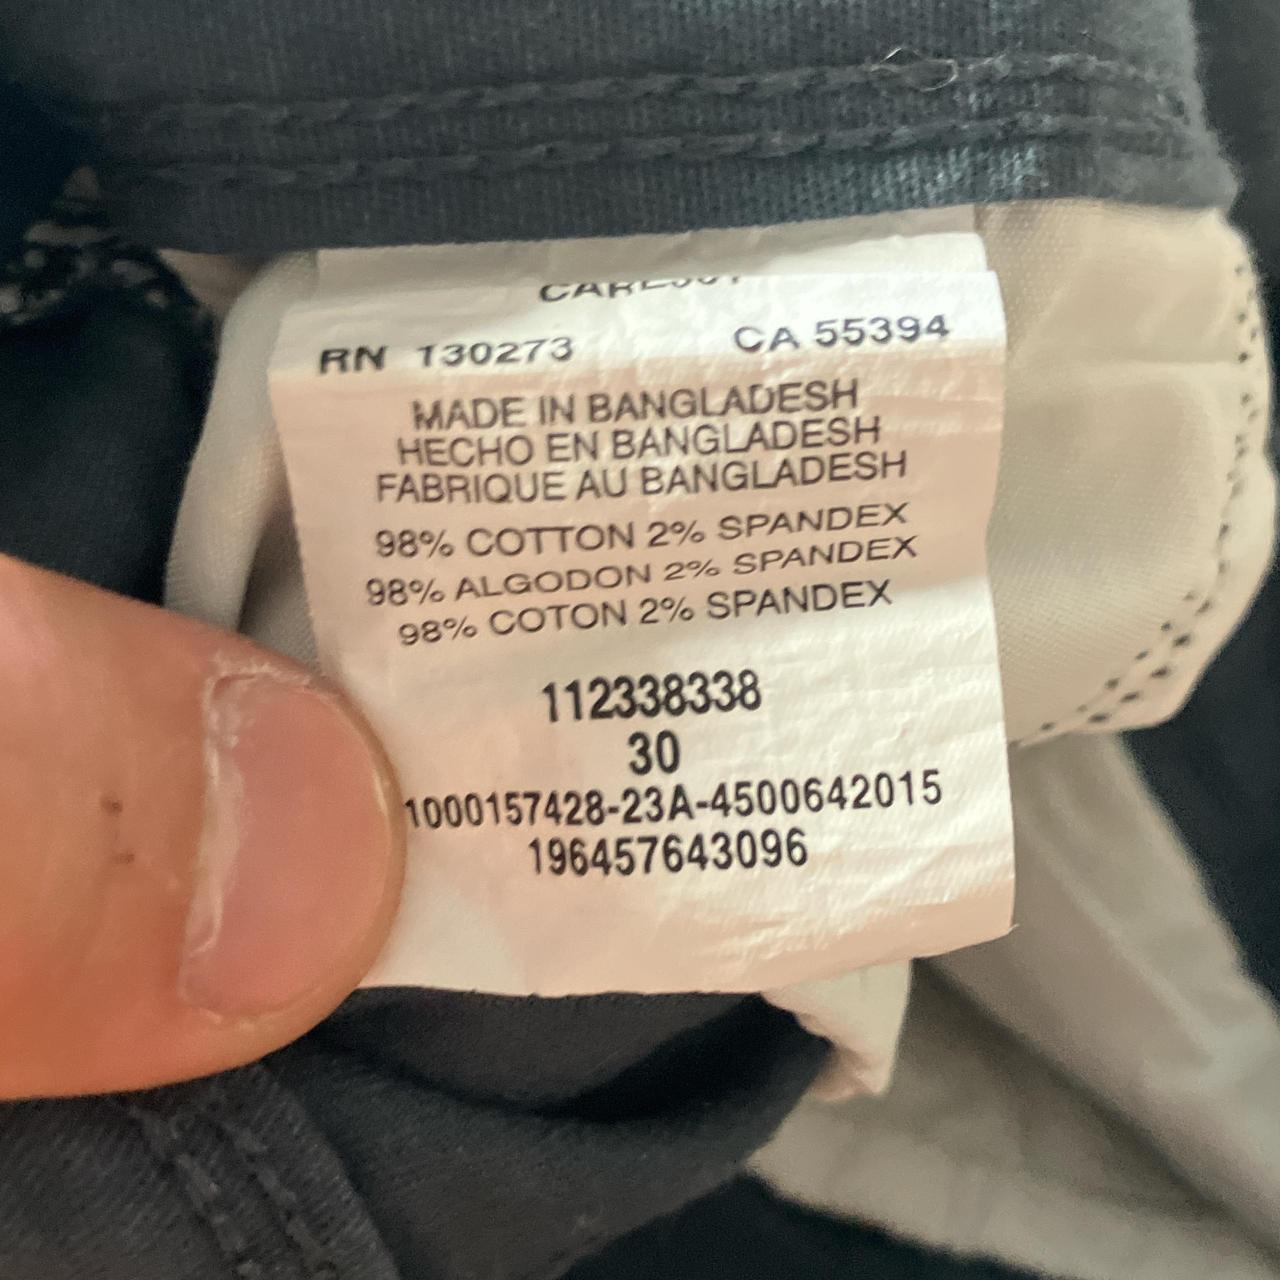 RN 130273 CA 55394
MADE IN BANGLADESH
HECHO EN BANGLADESH
FABRIQUE AU BANGLADESH
98% COTTON 2% SPANDEX
98% ALGODON 2% SPANDEX
98% COTON 2% SPANDEX
112338338
30
1000157428-23A-4500642015
196457643096